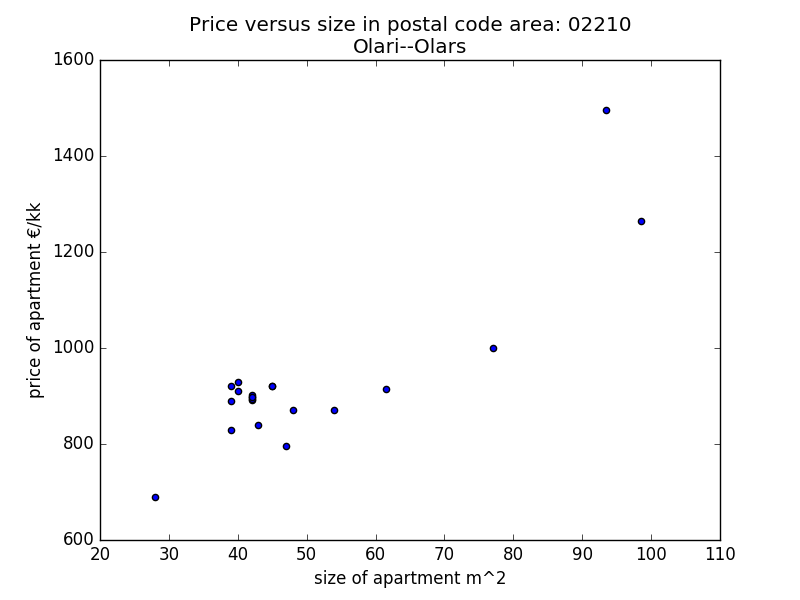 Price versus size in postal code area: 02210
Olari--Olars
1600
1400
1200
1000
800
600
price of apartment €/kk
20 30 40 50 60 70 80 90 100 110
size of apartment m^2